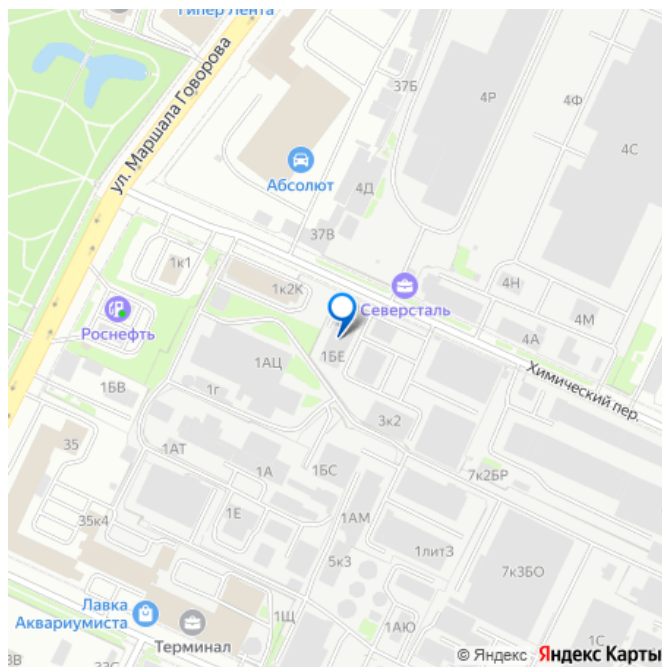 Гипер Лента
ул. Маршала Говорова
37Б
4Р
4Ф
4С
Абсолют
4Д
37В
1к1
1к2К
Северсталь
4Н
4М
4А
Роснефть
Химический пер.
1БЕ
1АЦ
1г
1БВ
3к2
35
1АТ
1А
1БС
7к2БР
35к4
1Е
1АМ
1литЗ
5к3
7к3БО
Лавка
Аквариумиста
1Щ
Терминал
1АЮ
1С
3В
33С
© Яндекс Яндекс Карты